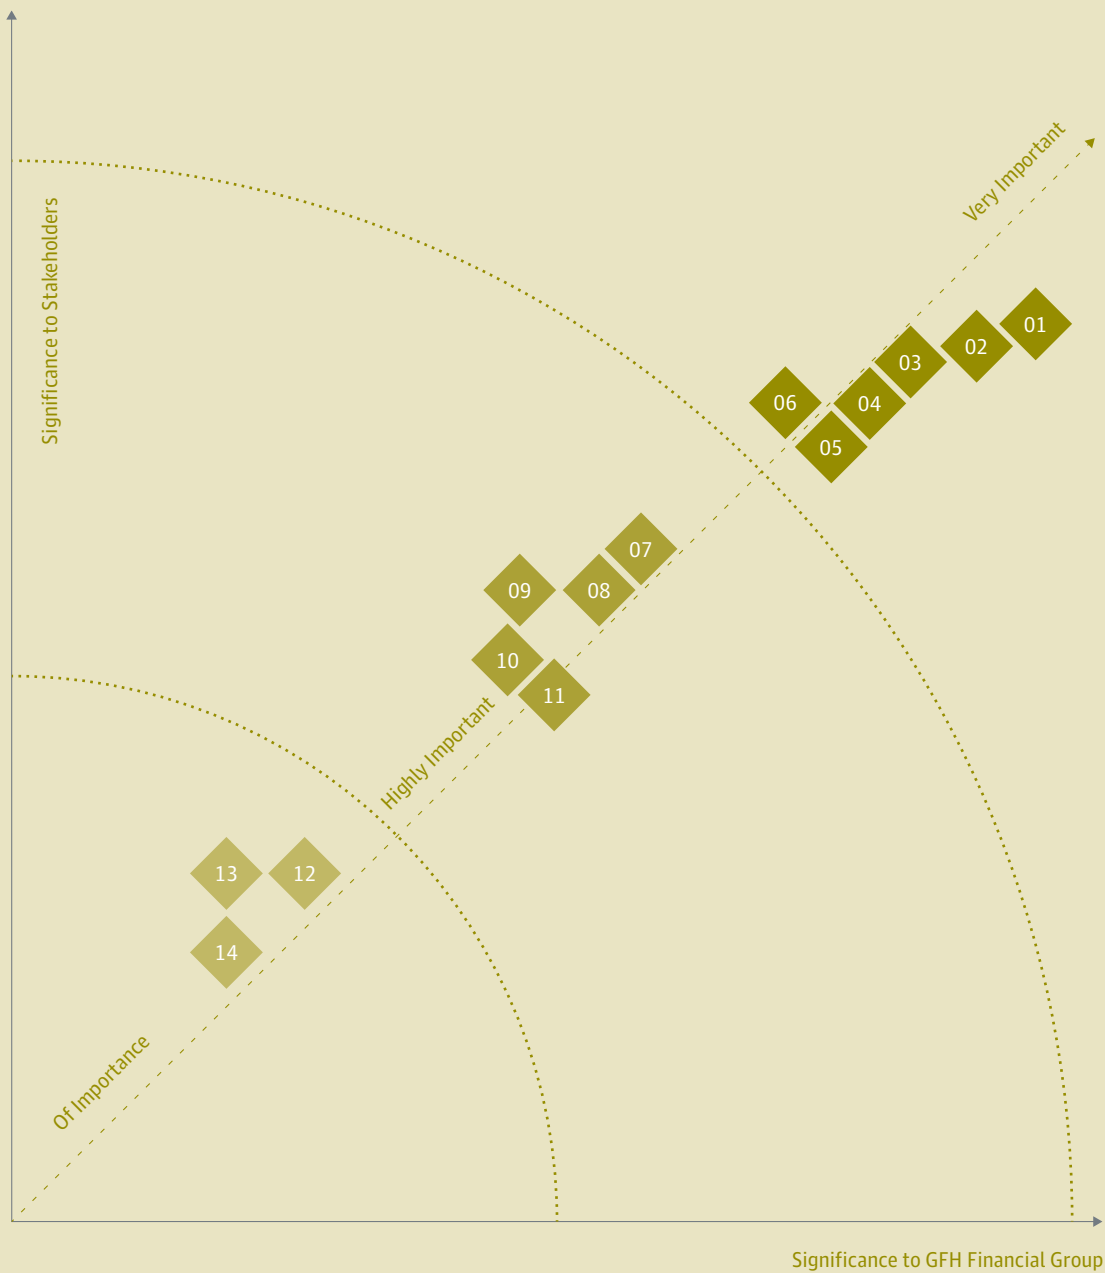 Very Important
Significance to Stakeholders
01
02
03
06
04
05
07
09
08
10
11
Highly Important
13
12
14
Of Importance
Significance to GFH Financial Group